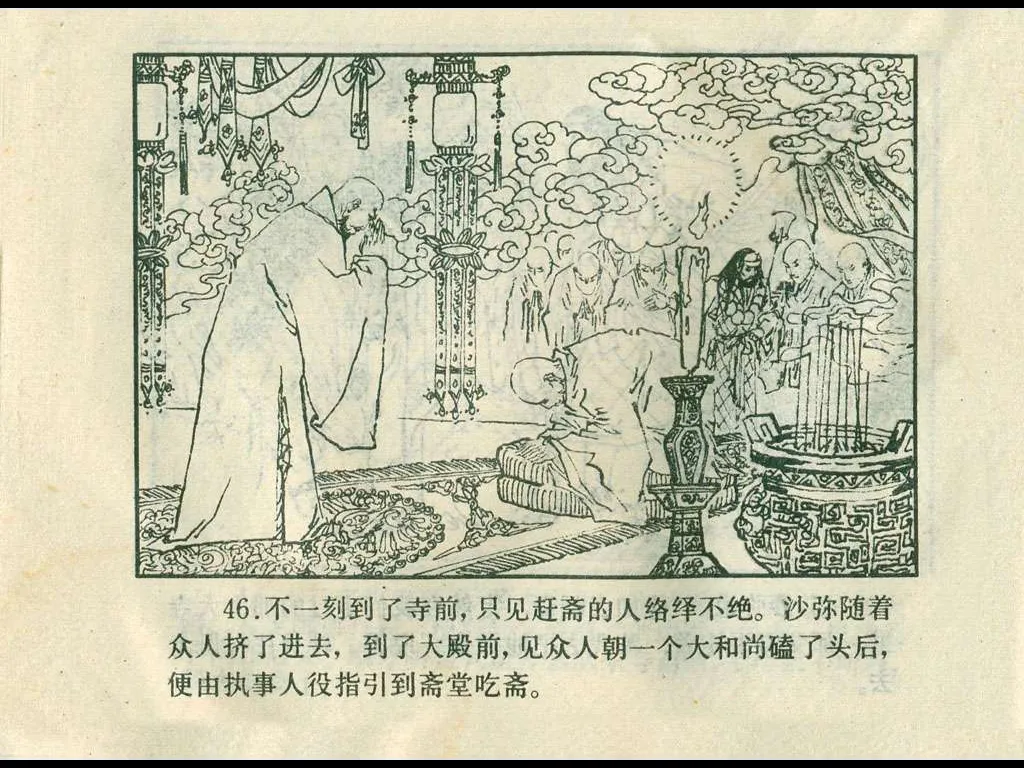 46.不一刻到了寺前,只见赶斋的人络绎不绝。沙弥随着
众人挤了进去,到了大殿前,见众人朝一个大和尚磕了头后,
便由执事人役指引到斋堂吃斋。